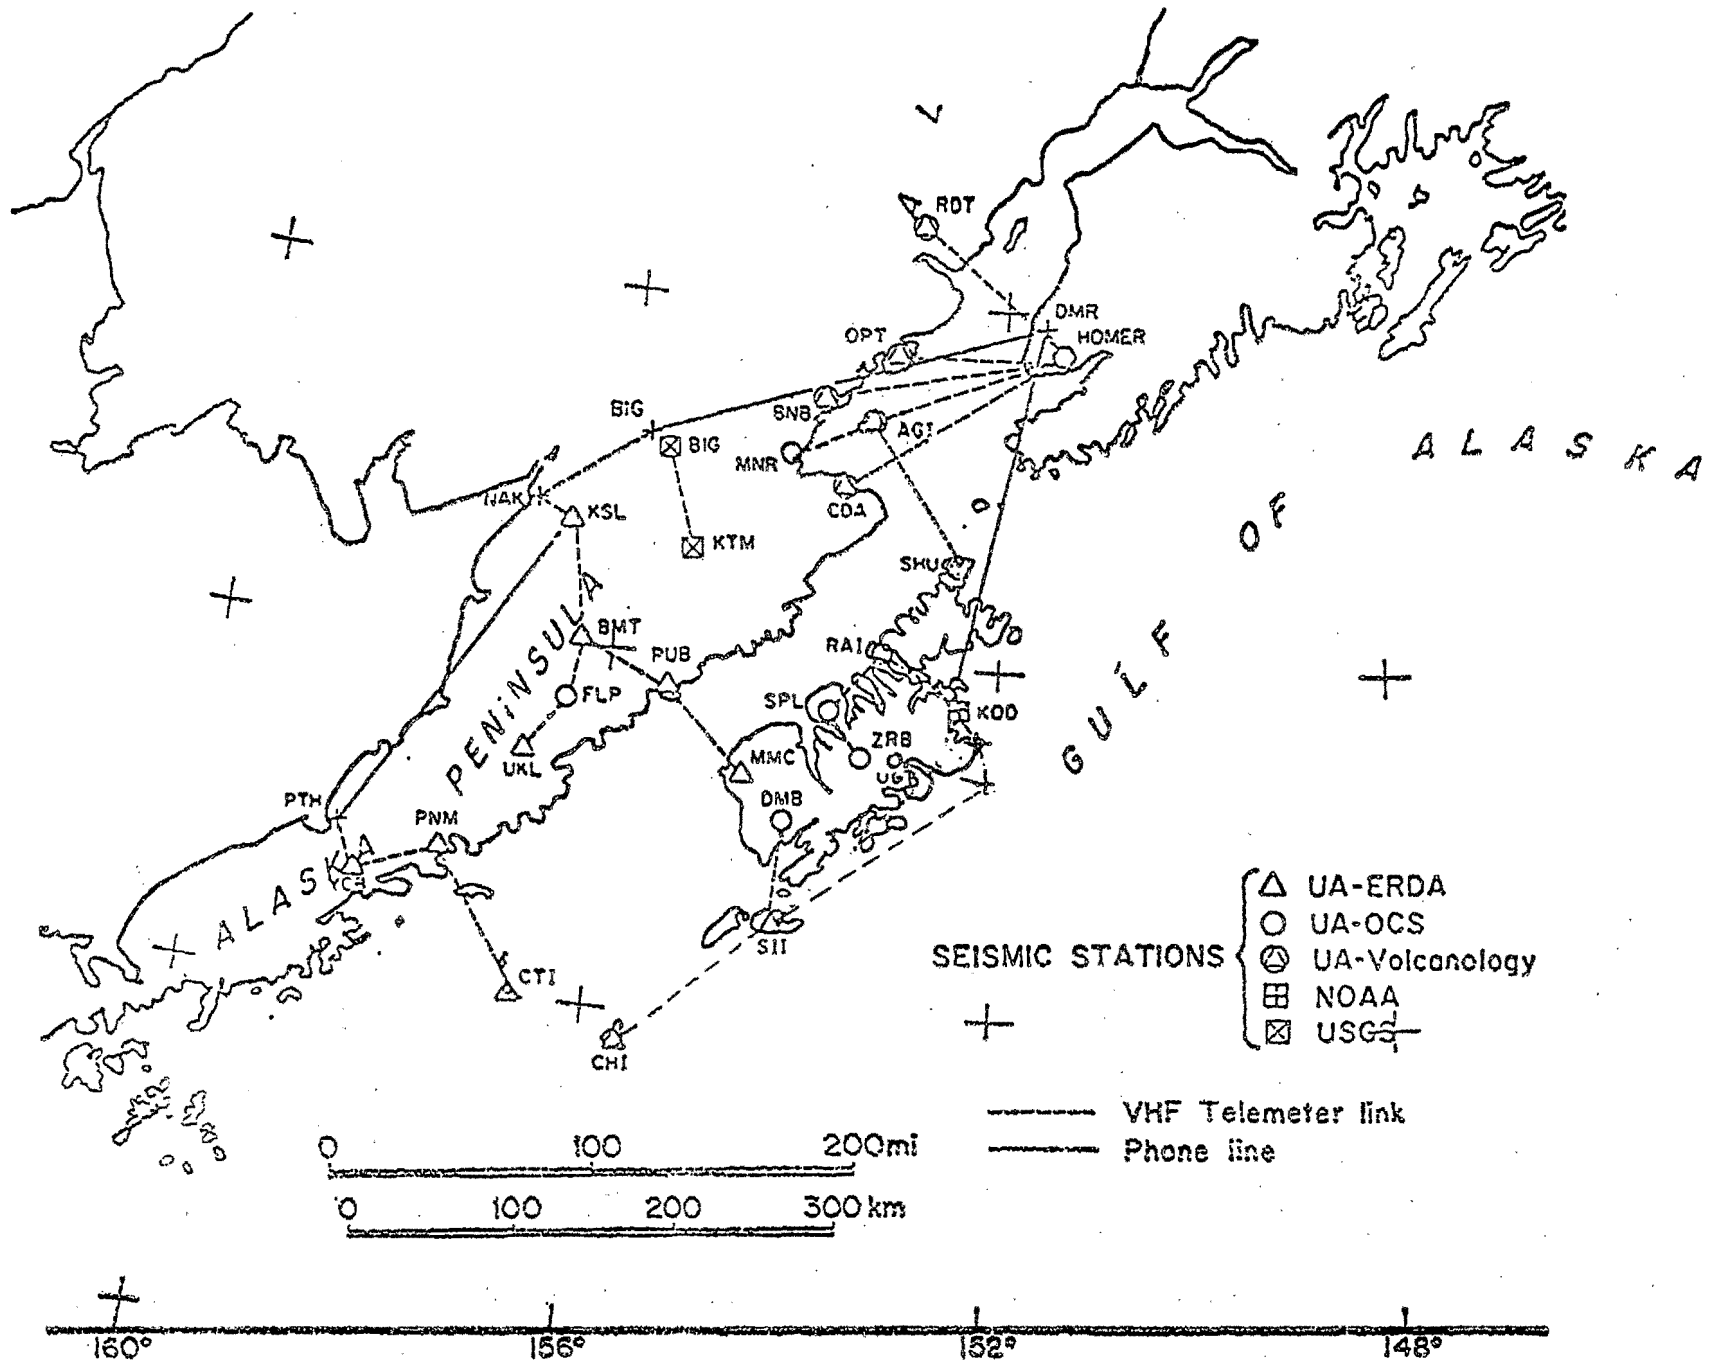 RDT
DMR
HOMER
OPT
BIG
SNB
BIG
AGI
MNR
NAK
KSL
CDA
KTM
SHU
ALASKA
OF
GULF
BMT
RAI
PUB
FLP
SPL
KOD
ZRB
UKL
MMC
UGB
DMB
PTH
PNM
ALASKA PENINSULA
SII
CTI
CHI
SEISMIC STATIONS
UA-ERDA
UA-OCS
UA-Volcanology
NOAA
USGS
VHF Telemeter link
Phone line
0 100 200mi
0 100 200 300km
160° 156° 152° 148°